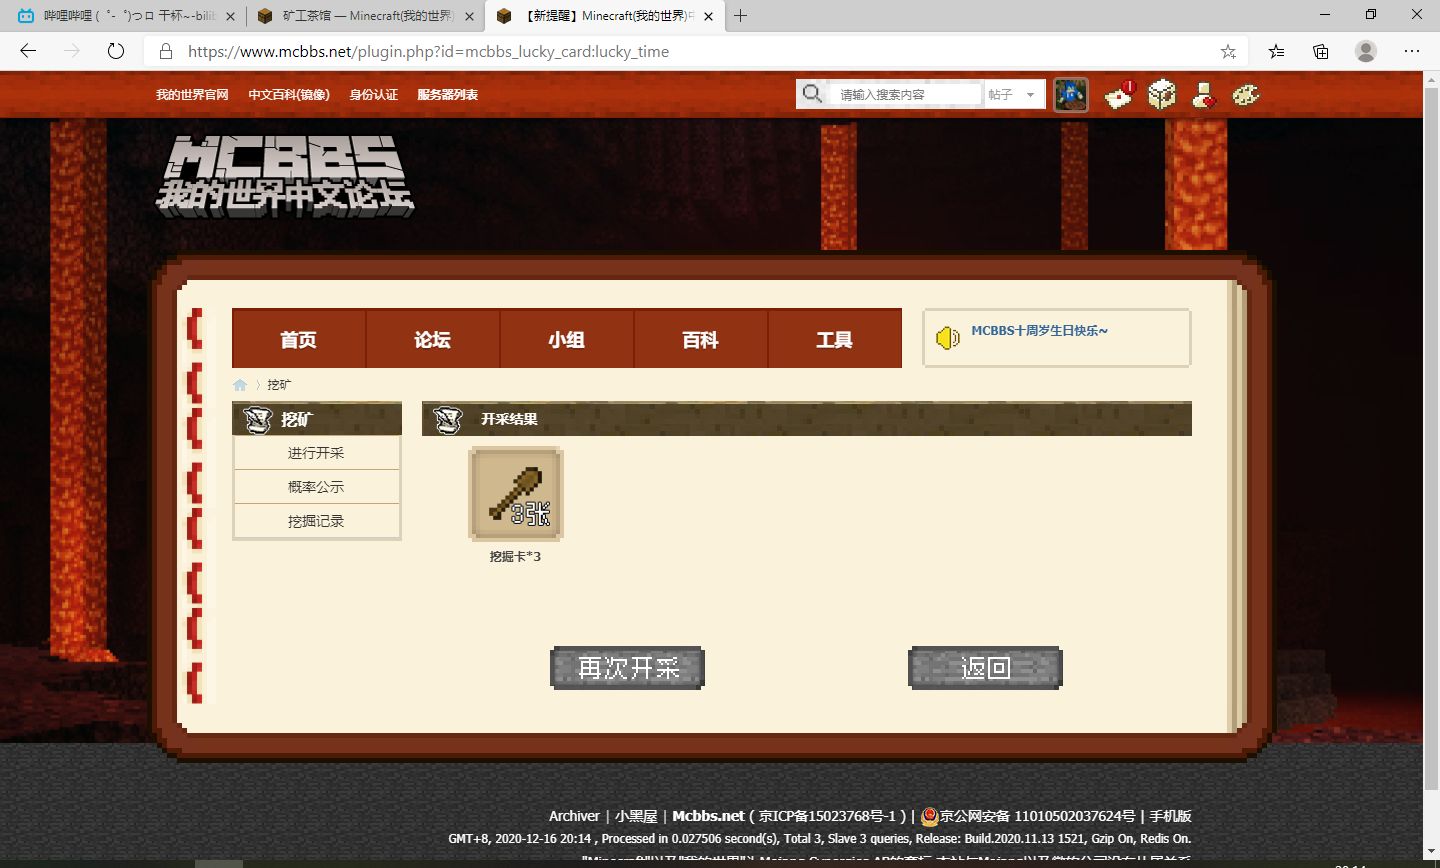 哔哩哔哩 (゜-゜)つロ 干杯~-bilib
矿工茶馆 — Minecraft(我的世界)
【新提醒】Minecraft(我的世界)中
https://www.mcbbs.net/plugin.php?id=mcbbs_lucky_card:lucky_time
我的世界官网 中文百科(镜像) 身份认证 服务器列表
请输入搜索内容 帖子
1
MCBBS
我的世界中文论坛
首页 论坛 小组 百科 工具
MCBBS十周岁生日快乐~
挖矿
挖矿
进行开采
概率公示
挖掘记录
开采结果
3张
挖掘卡*3
再次开采 返回
Archiver | 小黑屋 | Mcbbs.net ( 京ICP备15023768号-1 ) | 京公网安备 11010502037624号 | 手机版
GMT+8, 2020-12-16 20:14 , Processed in 0.027506 second(s), Total 3, Slave 3 queries, Release: Build.2020.11.13 1521, Gzip On, Redis On.